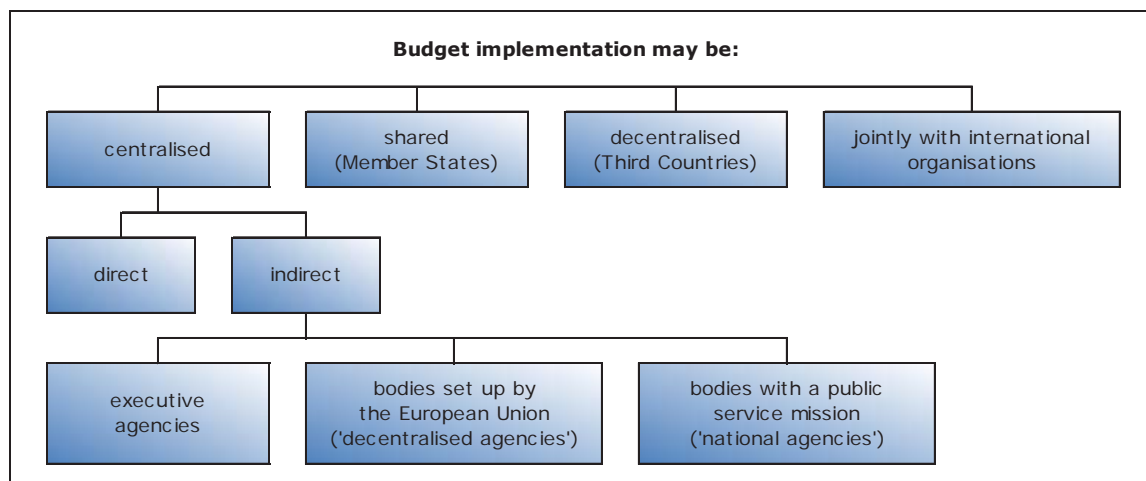 Budget implementation may be:
centralised
shared
(Member States)
decentralised
(Third Countries)
jointly with international
organisations
direct
indirect
executive
agencies
bodies set up by
the European Union
('decentralised agencies')
bodies with a public
service mission
('national agencies')